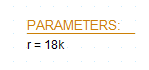 PARAMETERS:
r = 18k